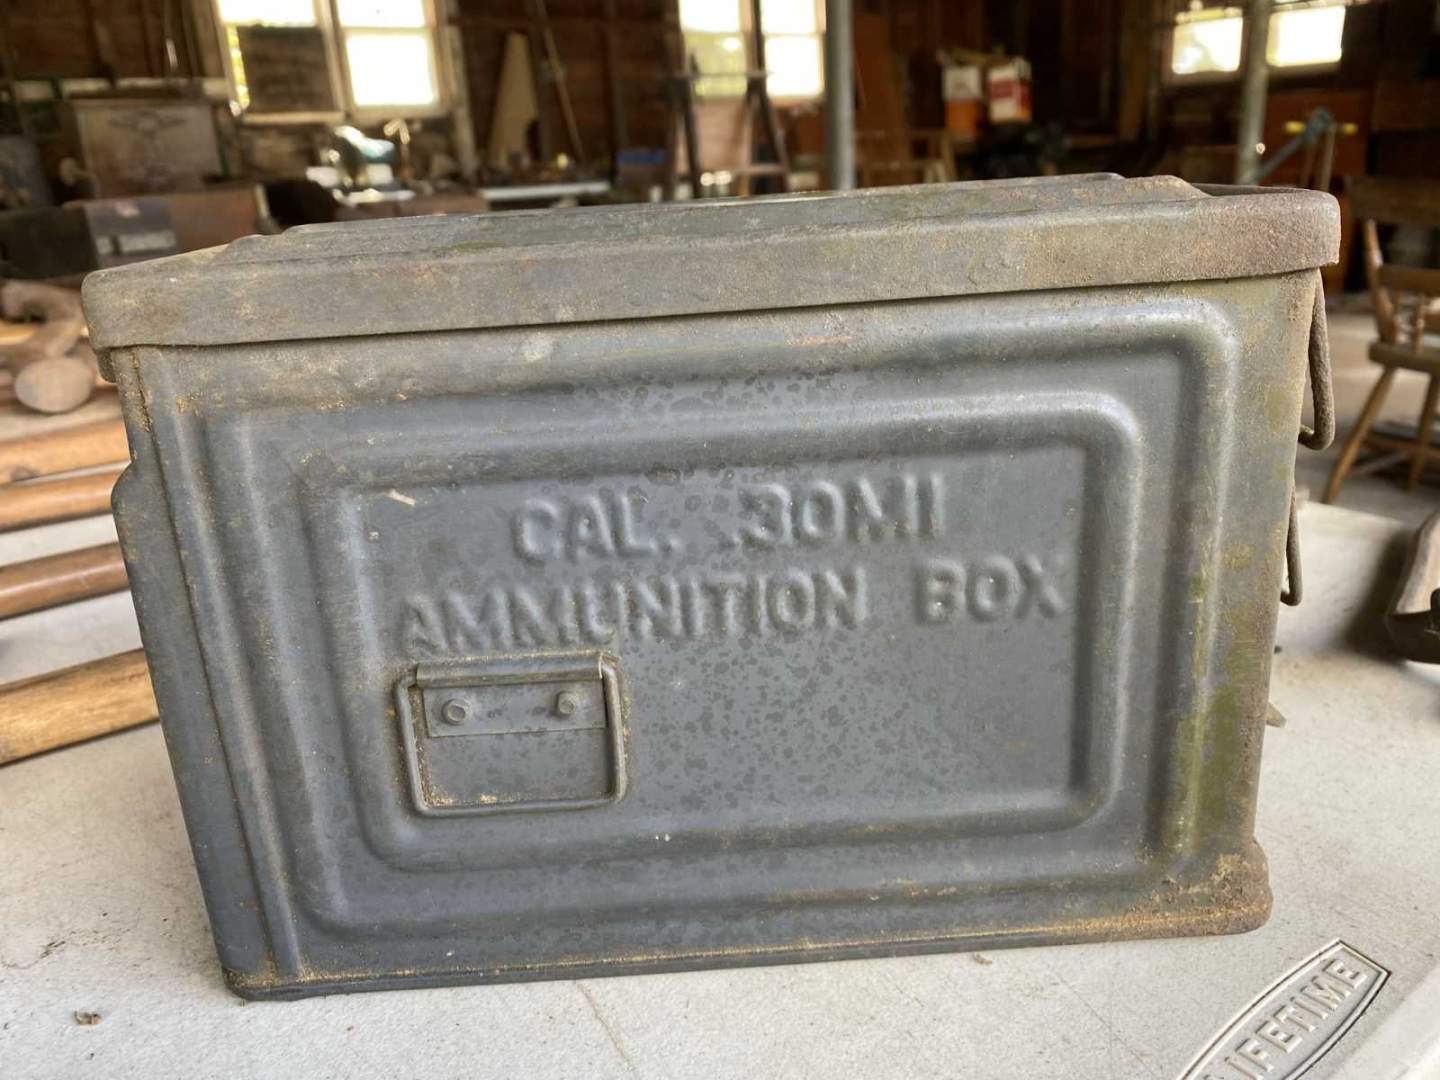 CAL. .30M1
AMMUNITION BOX
LIFETIME